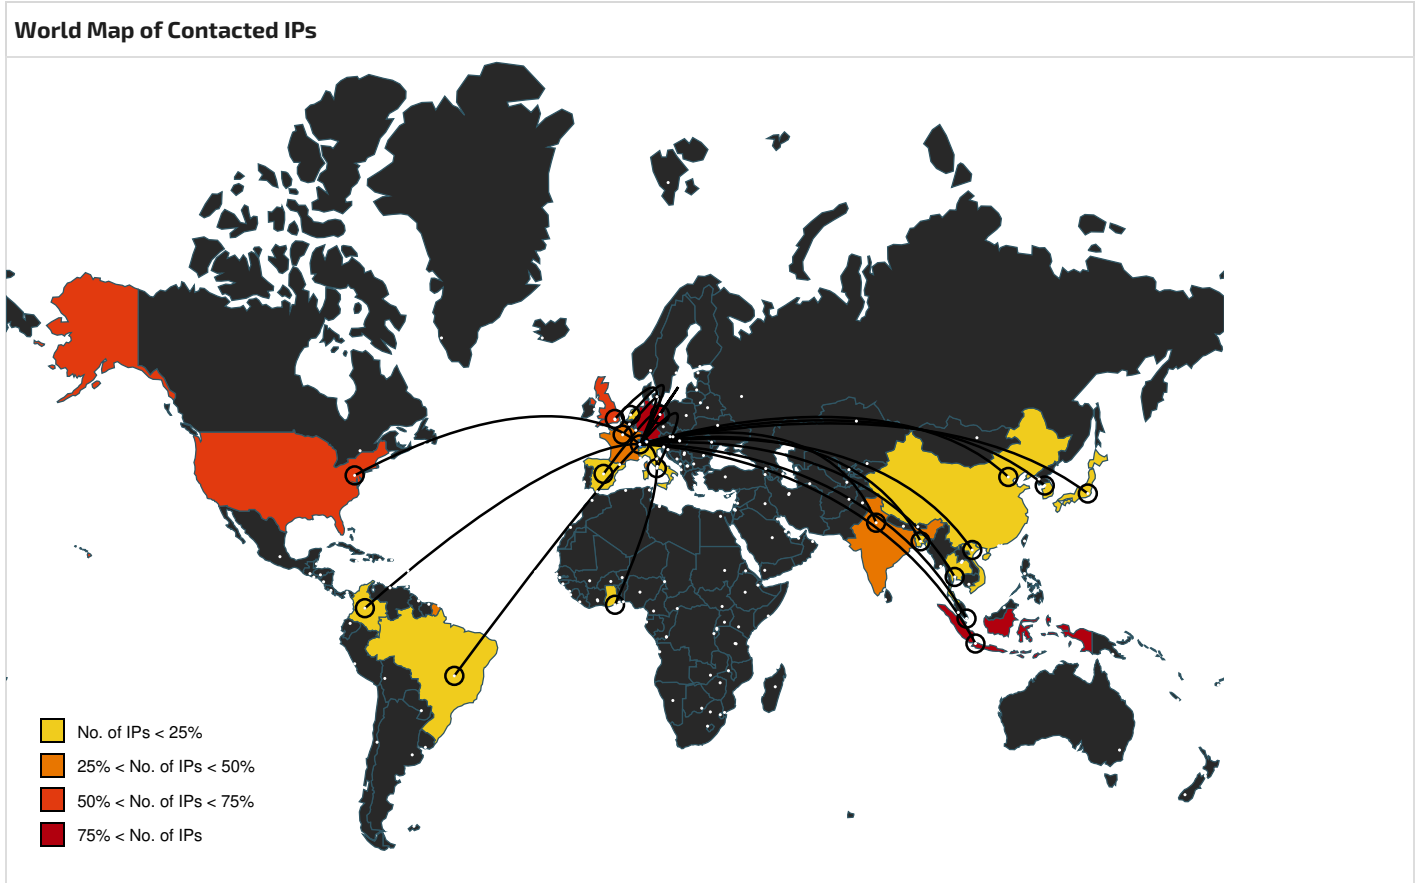 World Map of Contacted IPs
No. of IPs < 25%
25% < No. of IPs < 50%
50% < No. of IPs < 75%
75% < No. of IPs